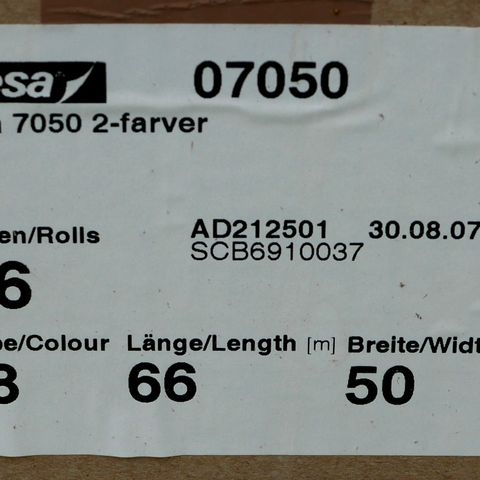 esa 07050
7050 2-farver
en/Rolls AD212501 30.08.07
SCB6910037
6
e/Colour Länge/Length [m] Breite/Widt
3 66 50